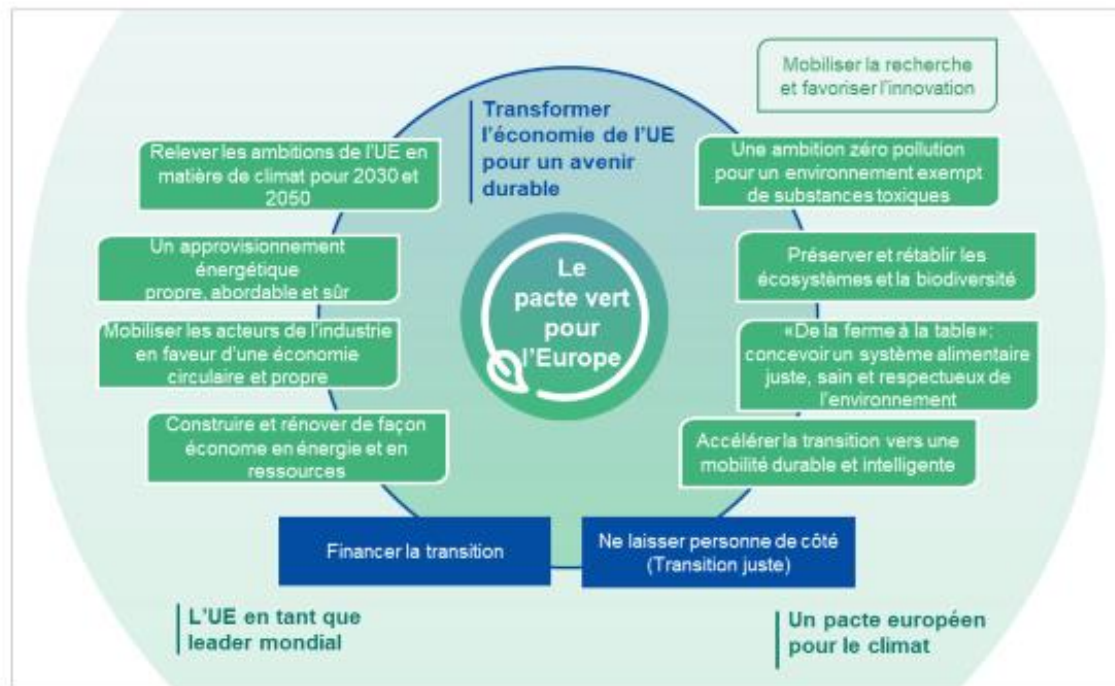 Mobiliser la recherche
et favoriser l'innovation
Transformer
l'économie de l'UE
pour un avenir
durable
Relever les ambitions de l'UE en
matière de climat pour 2030 et
2050
Une ambition zéro pollution
pour un environnement exempt
de substances toxiques
Un approvisionnement
énergétique
propre, abordable et sûr
Le
pacte vert
pour
l'Europe
Préserver et rétablir les
écosystèmes et la biodiversité
Mobiliser les acteurs de l'industrie
en faveur d'une économie
circulaire et propre
«De la ferme à la table»:
concevoir un système alimentaire
juste, sain et respectueux de
l'environnement
Construire et rénover de façon
économe en énergie et en
ressources
Accélérer la transition vers une
mobilité durable et intelligente
Financer la transition
Ne laisser personne de côté
(Transition juste)
L'UE en tant que
leader mondial
Un pacte européen
pour le climat